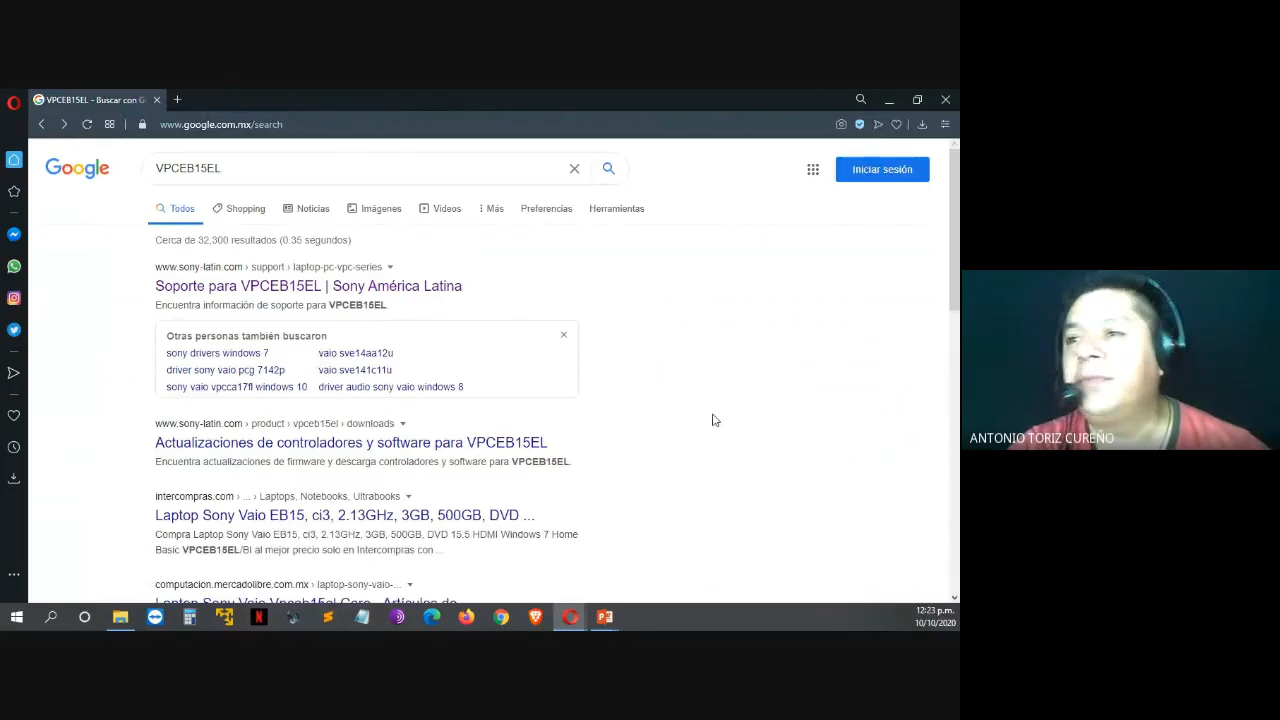 VPCEB15EL - Buscar con G
www.google.com.mx/search
Google
VPCEB15EL
Iniciar sesión
Todos
Shopping
Noticias
Imágenes
Videos
Más
Preferencias
Herramientas
Cerca de 32,300 resultados (0.35 segundos)
www.sony-latin.com › support › laptop-pc-vpc-series
Soporte para VPCEB15EL | Sony América Latina
Encuentra información de soporte para VPCEB15EL.
Otras personas también buscaron
sony drivers windows 7
vaio sve14aa12u
driver sony vaio pcg 7142p
vaio sve141c11u
sony vaio vpcca17fl windows 10
driver audio sony vaio windows 8
www.sony-latin.com › product › vpceb15el › downloads
Actualizaciones de controladores y software para VPCEB15EL
Encuentra actualizaciones de firmware y descarga controladores y software para VPCEB15EL.
intercompras.com › ... › Laptops, Notebooks, Ultrabooks
Laptop Sony Vaio EB15, ci3, 2.13GHz, 3GB, 500GB, DVD ...
Compra Laptop Sony Vaio EB15, ci3, 2.13GHz, 3GB, 500GB, DVD 15.5 HDMI Windows 7 Home
Basic VPCEB15EL/BI al mejor precio solo en Intercompras con ...
computacion.mercadolibre.com.mx › laptop-sony-vaio-...
Laptop Sony Vaio Vpceb15el Core - Artículos de
12:23 p.m.
10/10/2020
ANTONIO TORIZ CUREÑO